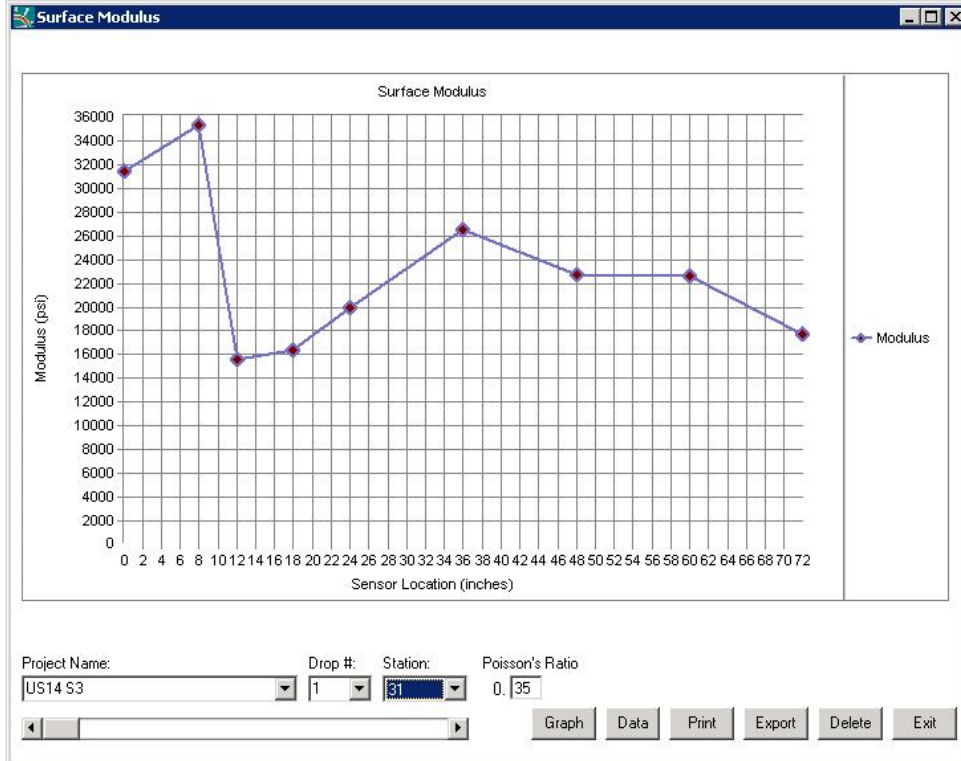 Surface Modulus
Surface Modulus
36000
34000
32000
30000
28000
26000
24000
22000
20000
18000
16000
14000
12000
10000
8000
6000
4000
2000
0
Modulus (psi)
0 2 4 6 8 10 12 14 16 18 20 22 24 26 28 30 32 34 36 38 40 42 44 46 48 50 52 54 56 58 60 62 64 66 68 70 72
Sensor Location (inches)
Modulus
Project Name: Drop #: Station: Poisson's Ratio
US14 S3 1 31 0. 35
Graph Data Print Export Delete Exit